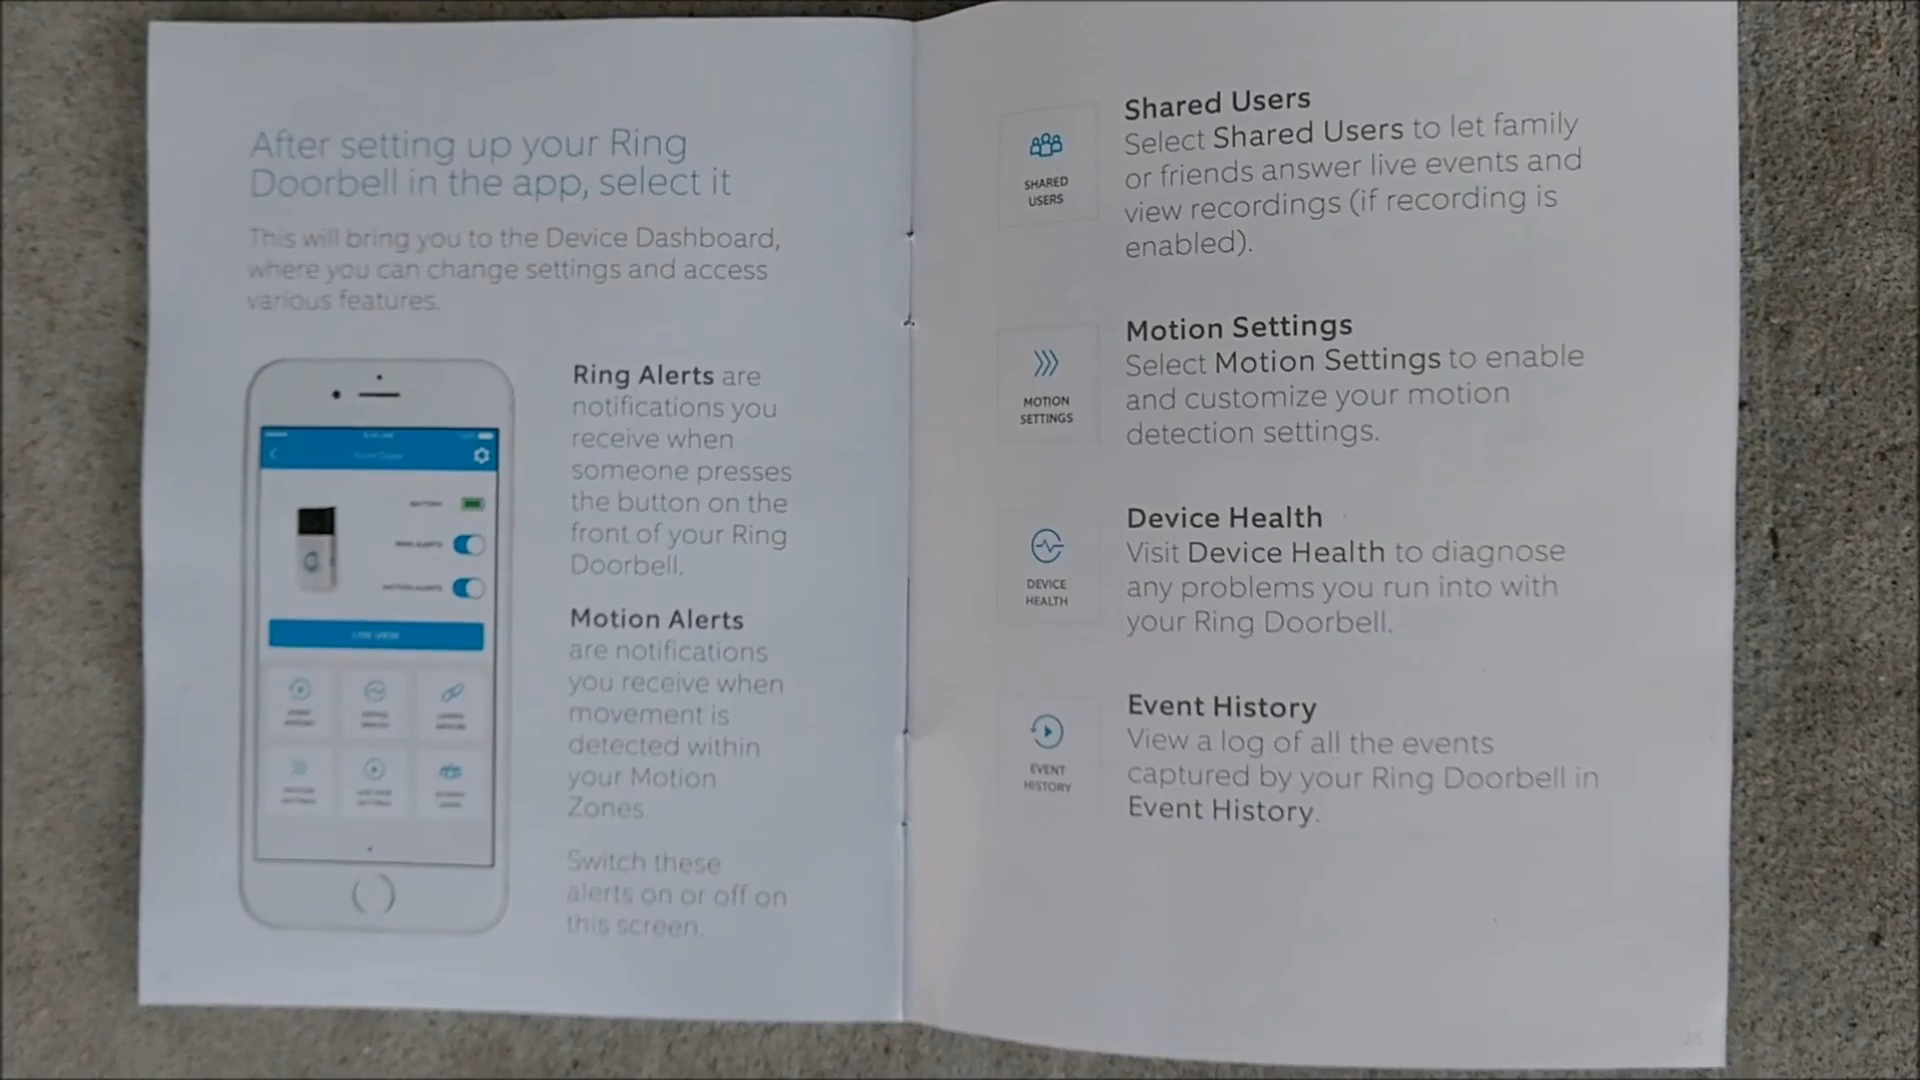 After setting up your Ring
Doorbell in the app, select it
This will bring you to the Device Dashboard,
where you can change settings and access
various features.
Ring Alerts are
notifications you
receive when
someone presses
the button on the
front of your Ring
Doorbell.
Motion Alerts
are notifications
you receive when
movement is
detected within
your Motion
Zones.
Switch these
alerts on or off on
this screen.
LIVE VIEW
SHARED
USERS
Shared Users
Select Shared Users to let family
or friends answer live events and
view recordings (if recording is
enabled).
MOTION
SETTINGS
Motion Settings
Select Motion Settings to enable
and customize your motion
detection settings.
DEVICE
HEALTH
Device Health
Visit Device Health to diagnose
any problems you run into with
your Ring Doorbell.
EVENT
HISTORY
Event History
View a log of all the events
captured by your Ring Doorbell in
Event History.